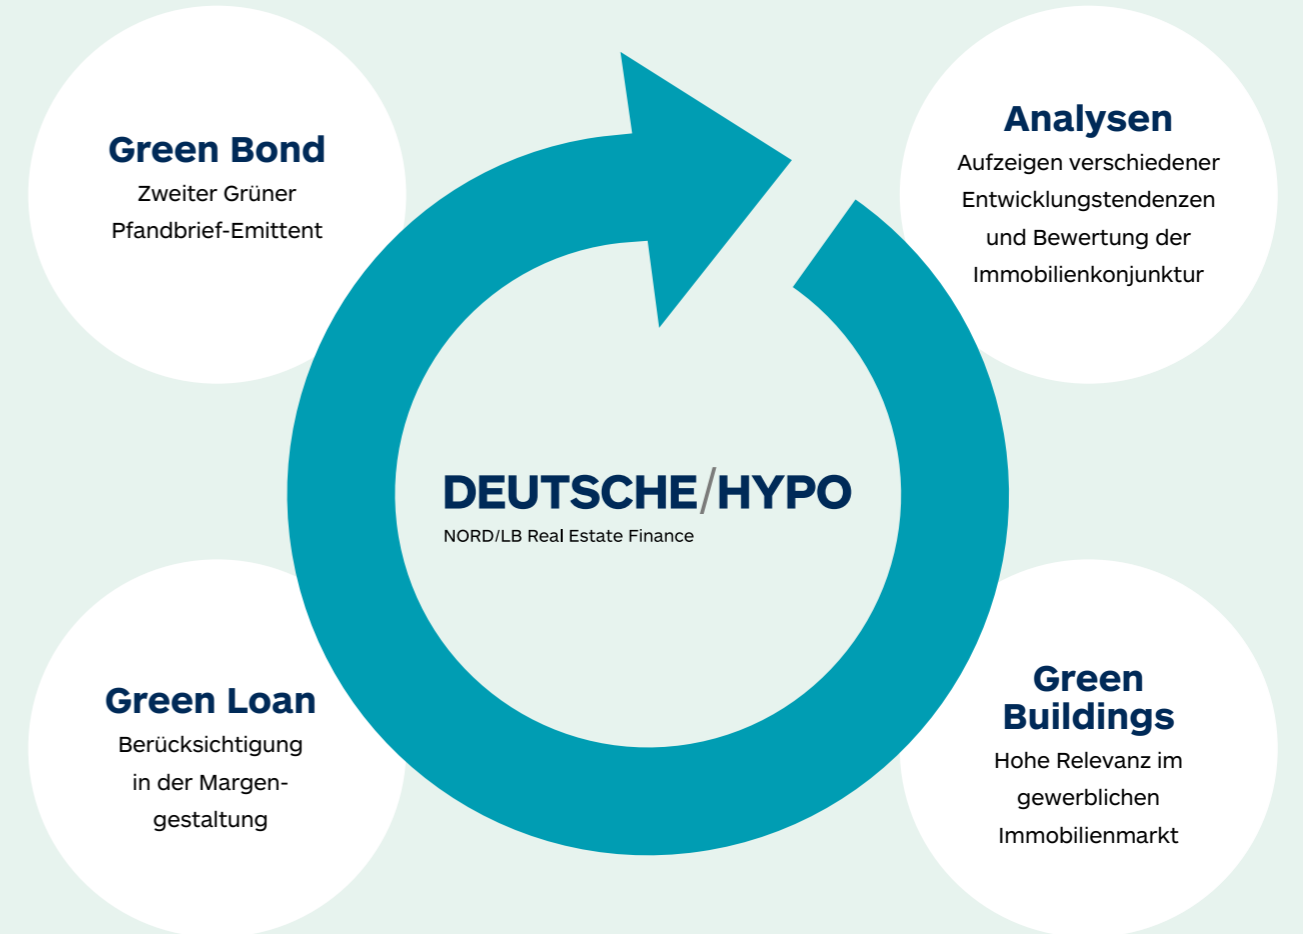 Green Bond
Zweiter Grüner
Pfandbrief-Emittent
Analysen
Aufzeigen verschiedener
Entwicklungstendenzen
und Bewertung der
Immobilienkonjunktur
DEUTSCHE/HYPO
NORD/LB Real Estate Finance
Green Loan
Berücksichtigung
in der Margen-
gestaltung
Green
Buildings
Hohe Relevanz im
gewerblichen
Immobilienmarkt